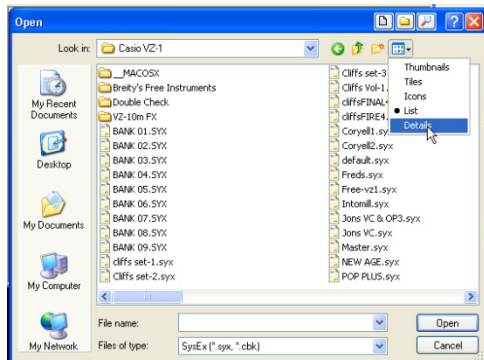 Open
Look in:
Casio VZ-1
My Recent
Documents
Desktop
My Documents
My Computer
My Network
__MACOSX
Breity's Free Instruments
Double Check
VZ-10m FX
BANK 01.SYX
BANK 02.SYX
BANK 03.SYX
BANK 04.SYX
BANK 05.SYX
BANK 06.SYX
BANK 07.SYX
BANK 08.SYX
BANK 09.SYX
cliffs set-1.syx
Cliffs set-2.syx
Cliffs set-3
Cliffs Vol-1.
cliffsFINAL4
cliffsFIRE4.
Coryell1.sy
Coryell2.syx
default.syx
Freds.syx
Free-vz1.syx
Intomill.syx
Jons VC & OP3.syx
Jons VC.syx
Master.syx
NEW AGE.syx
POP PLUS.syx
Thumbnails
Tiles
Icons
List
Details
File name:
Open
Files of type:
SysEx (*.syx, *.cbk)
Cancel